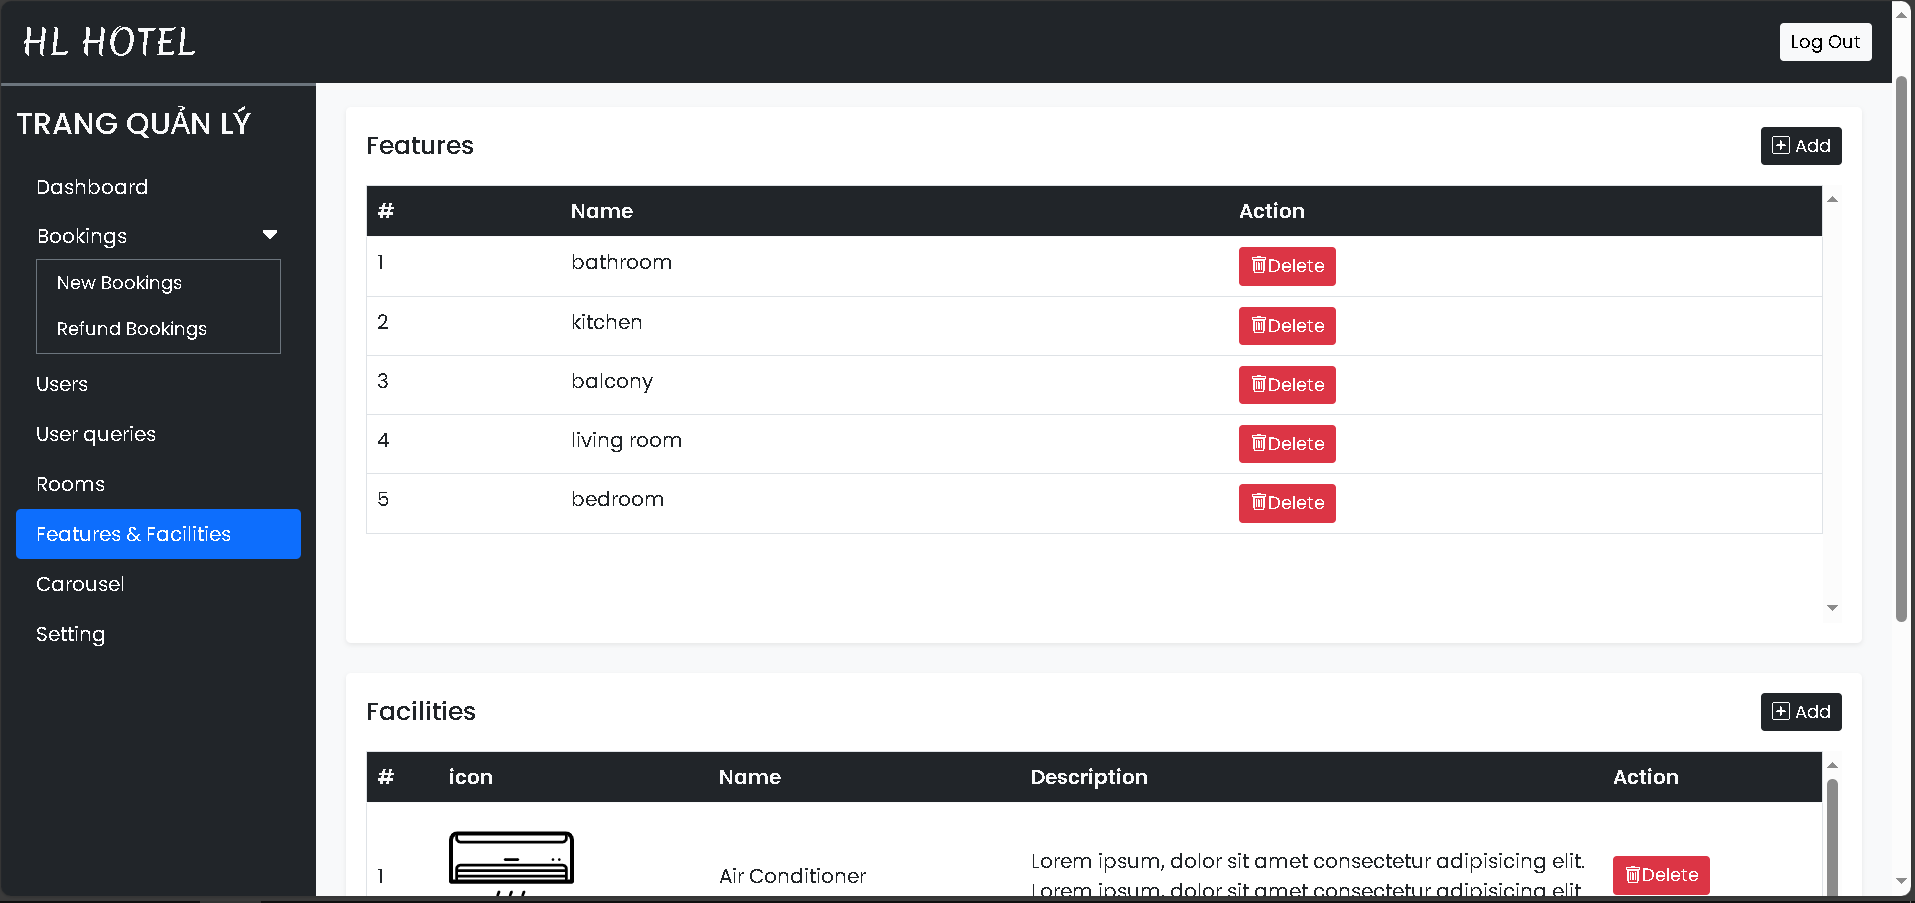 HL HOTEL
Log Out
TRANG QUẢN LÝ
Dashboard
Bookings
New Bookings
Refund Bookings
Users
User queries
Rooms
Features & Facilities
Carousel
Setting
Features
Add
# Name Action
1 bathroom Delete
2 kitchen Delete
3 balcony Delete
4 living room Delete
5 bedroom Delete
Facilities
Add
# icon Name Description Action
1 Air Conditioner Lorem ipsum, dolor sit amet consectetur adipisicing elit. Delete
Lorem ipsum, dolor sit amet consectetur adipisicing elit